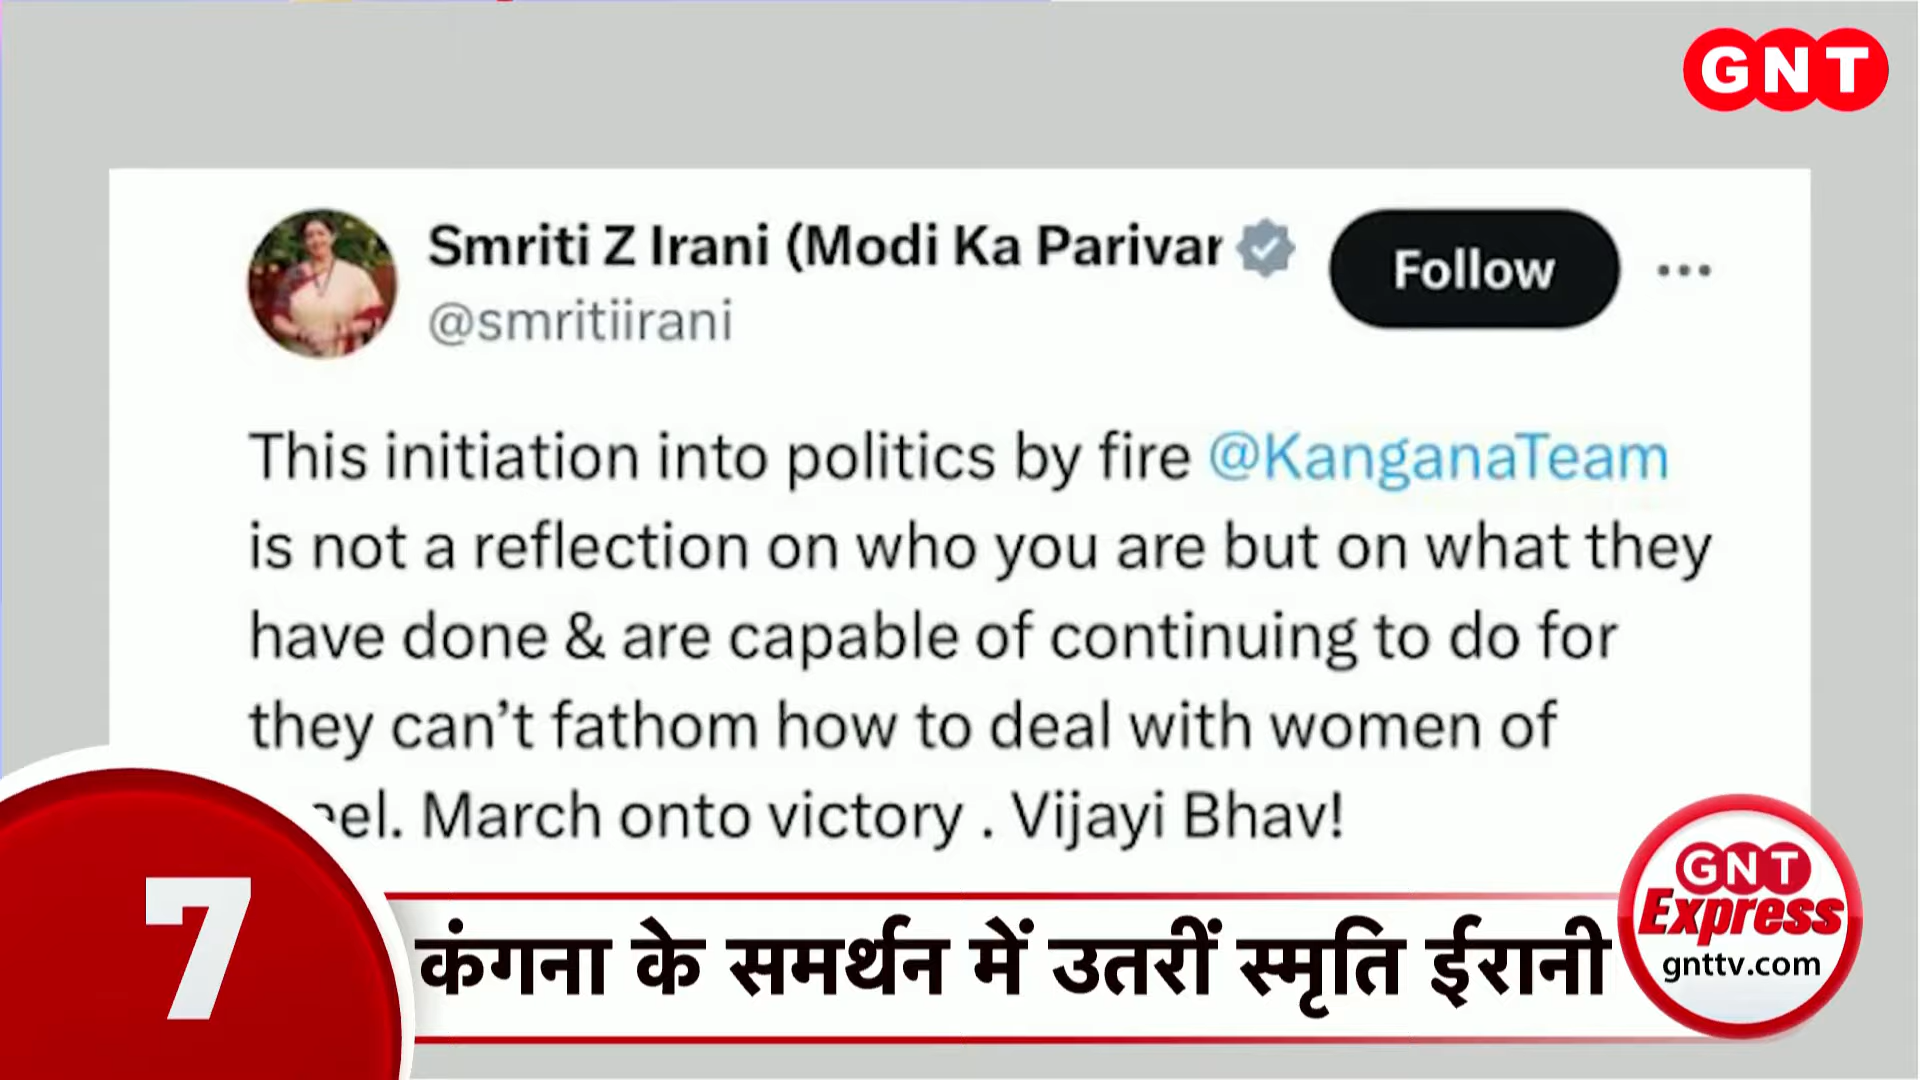 GNT
Smriti Z Irani (Modi Ka Parivar
@smritiirani
Follow
This initiation into politics by fire @KanganaTeam
is not a reflection on who you are but on what they
have done & are capable of continuing to do for
they can’t fathom how to deal with women of
eel. March onto victory . Vijayi Bhav!
7
कंगना के समर्थन में उतरीं स्मृति ईरानी
GNT
Express
gnttv.com